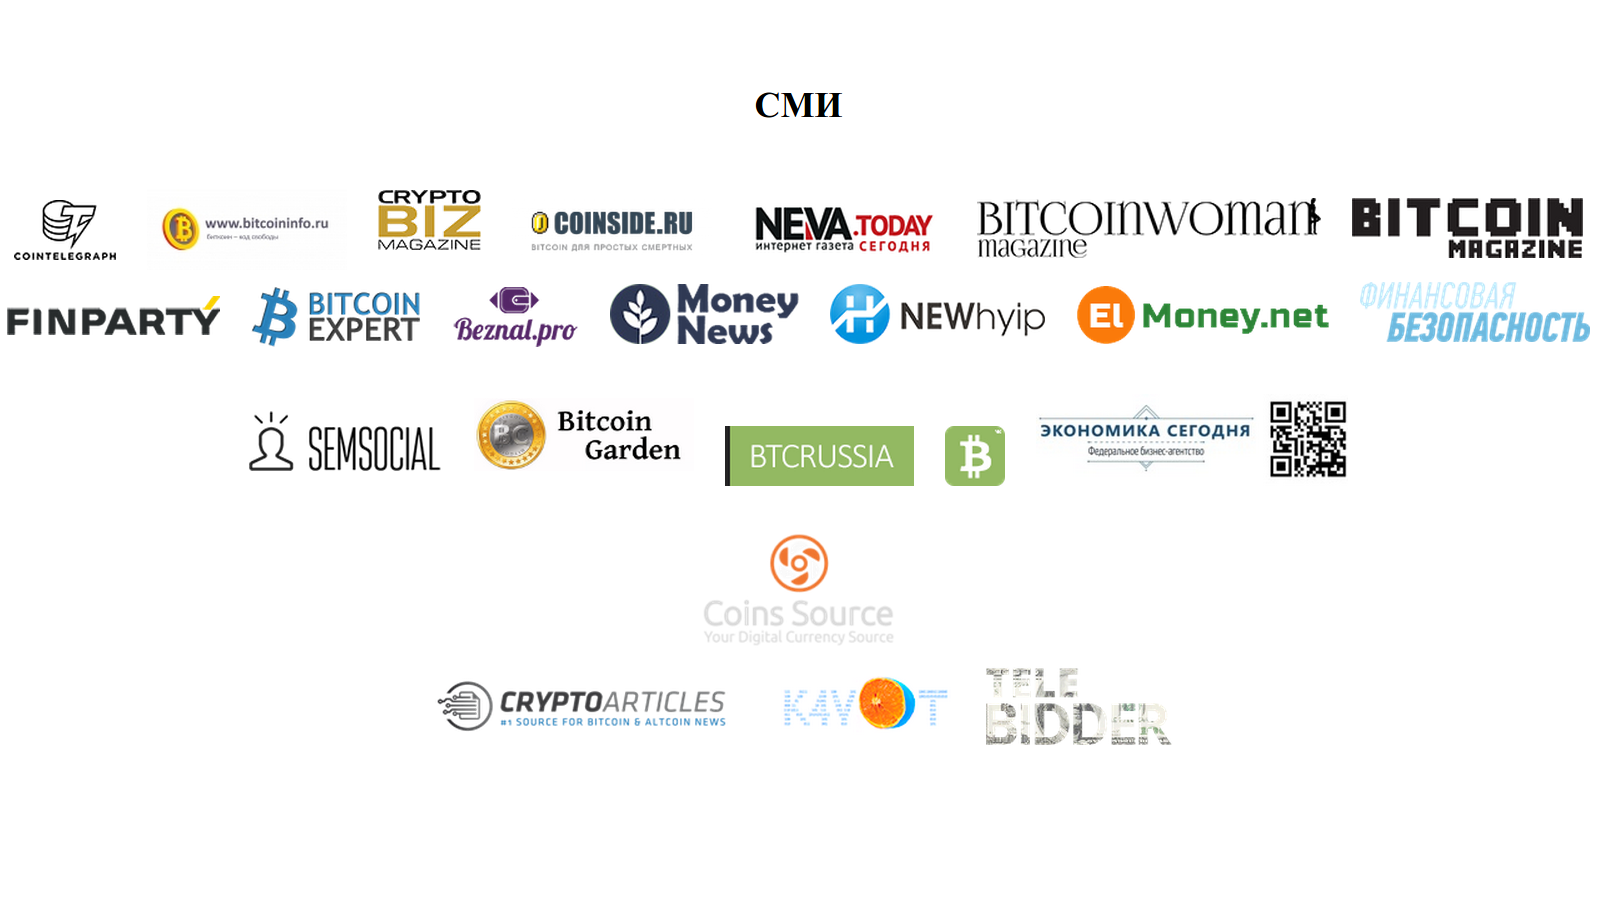 СМИ
COINTELEGRAPH
www.bitcoininfo.ru
биткоин – код свободы
CRYPTO
BIZ
MAGAZINE
COINSIDE.RU
BITCOIN ДЛЯ ПРОСТЫХ СМЕРТНЫХ
NEVA.TODAY
интернет газета СЕГОДНЯ
BITCOINWOMAN
magazine
BITCOIN
MAGAZINE
FINPARTY
BITCOIN
EXPERT
Beznal.pro
Money
News
NEWhyip
El Money.net
ФИНАНСОВАЯ
БЕЗОПАСНОСТЬ
SEMSOCIAL
BC
Bitcoin
Garden
BTCRUSSIA
ЭКОНОМИКА СЕГОДНЯ
Федеральное бизнес-агентство
Coins Source
Your Digital Currency Source
CRYPTOARTICLES
#1 SOURCE FOR BITCOIN & ALTCOIN NEWS
TELE
BIDDER